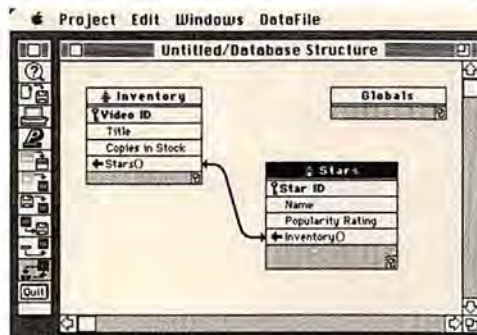 Project Edit Windows DataFile
Untitled/Database Structure
Inventory
Video ID
Title
Copies in Stock
Stars()
Globals
Stars
Star ID
Name
Popularity Rating
Inventory()
Quit